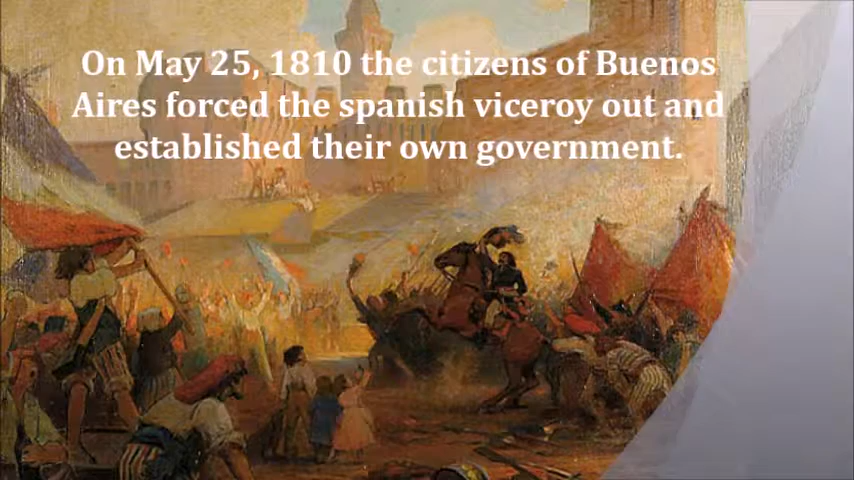 On May 25, 1810 the citizens of Buenos
Aires forced the spanish viceroy out and
established their own government.